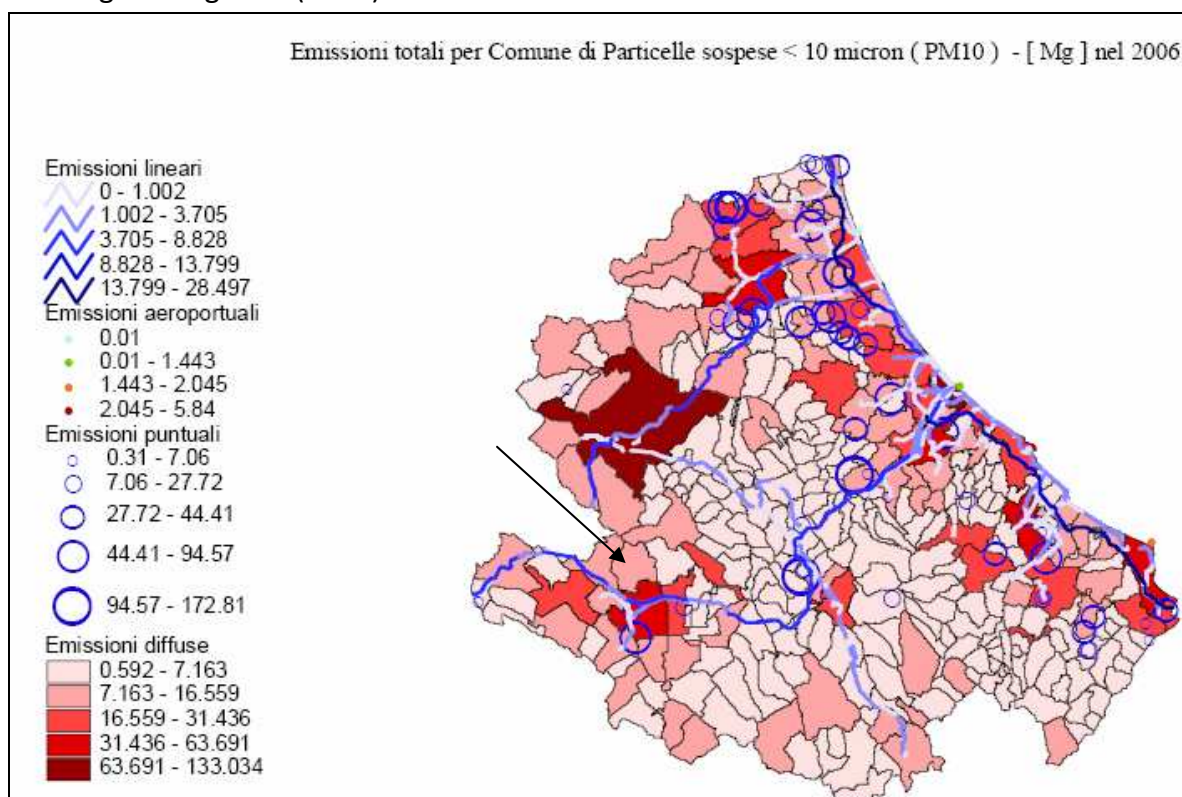 Emissioni totali per Comune di Particelle sospese < 10 micron ( PM10 ) - [ Mg ] nel 2006
Emissioni lineari
0 - 1.002
1.002 - 3.705
3.705 - 8.828
8.828 - 13.799
13.799 - 28.497
Emissioni aeroportuali
0.01
0.01 - 1.443
1.443 - 2.045
2.045 - 5.84
Emissioni puntuali
0.31 - 7.06
7.06 - 27.72
27.72 - 44.41
44.41 - 94.57
94.57 - 172.81
Emissioni diffuse
0.592 - 7.163
7.163 - 16.559
16.559 - 31.436
31.436 - 63.691
63.691 - 133.034